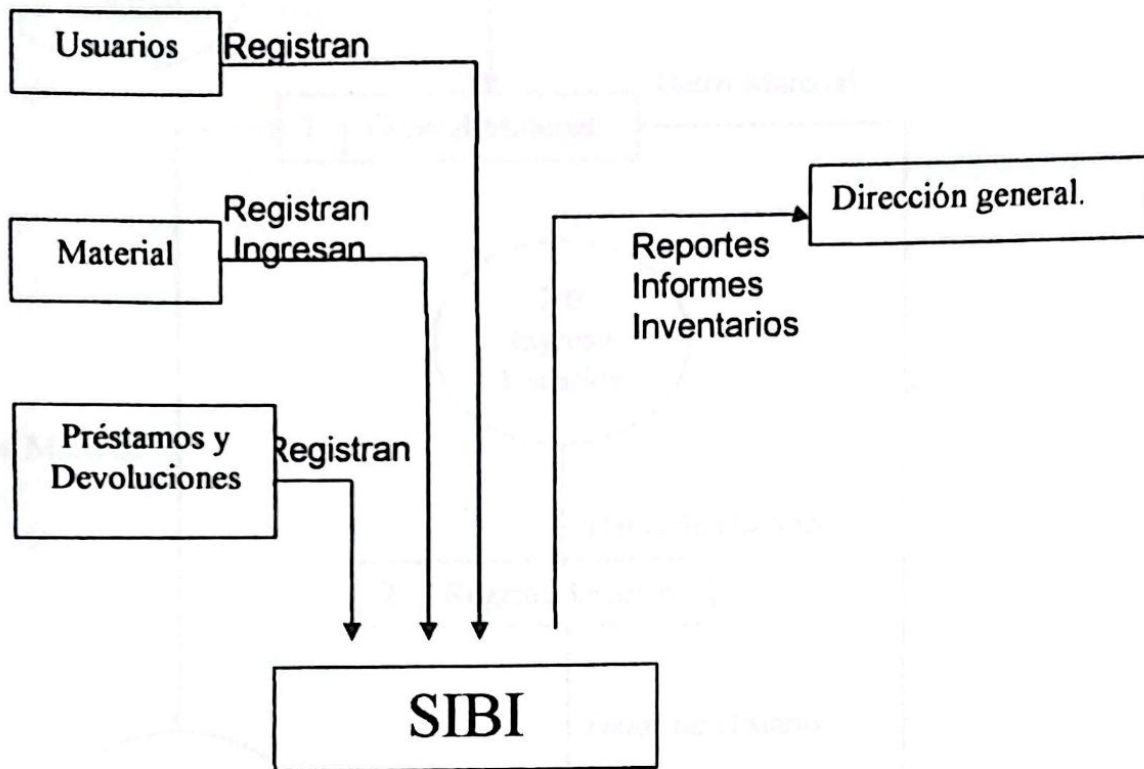 Usuarios
Registran
Registran
Material
Ingresan
Dirección general.
Reportes
Informes
Inventarios
Préstamos y
Devoluciones
Registran
SIBI